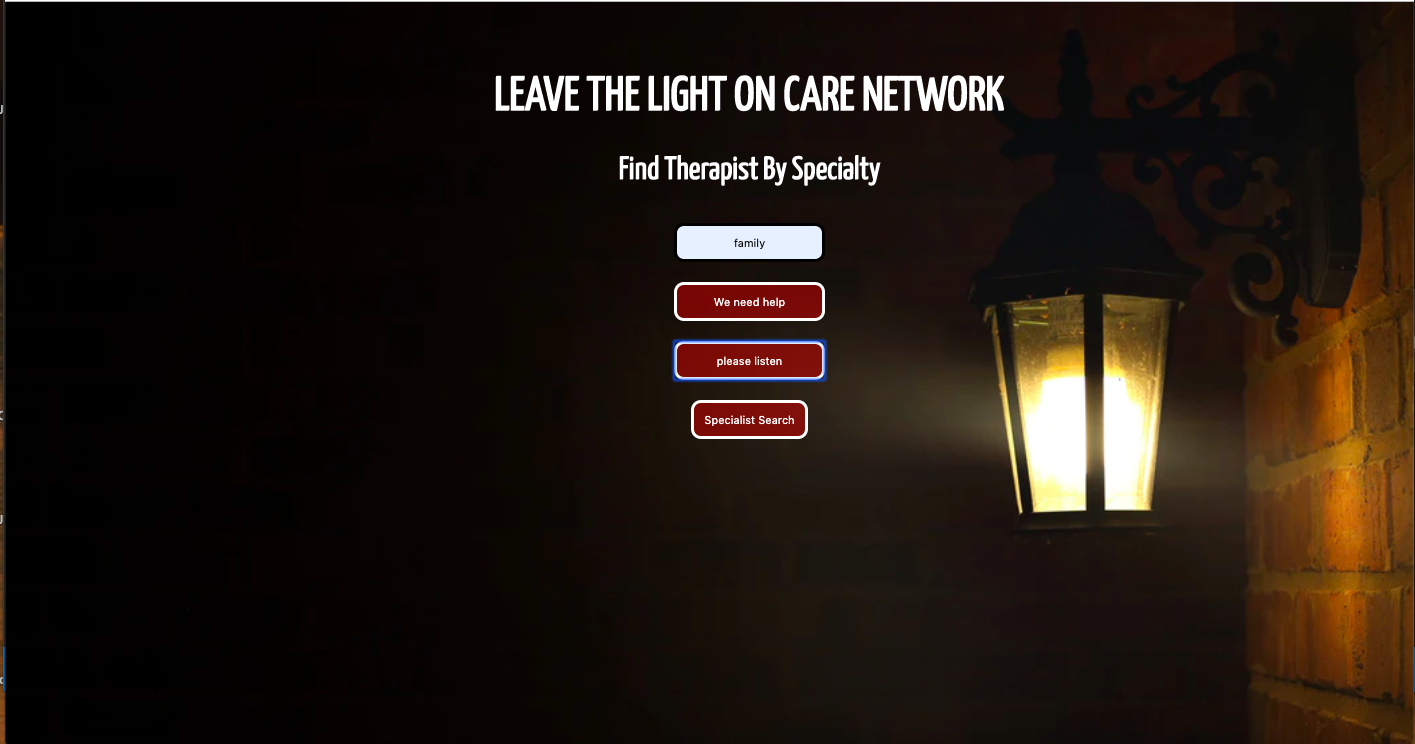 LEAVE THE LIGHT ON CARE NETWORK
Find Therapist By Specialty
family
We need help
please listen
Specialist Search